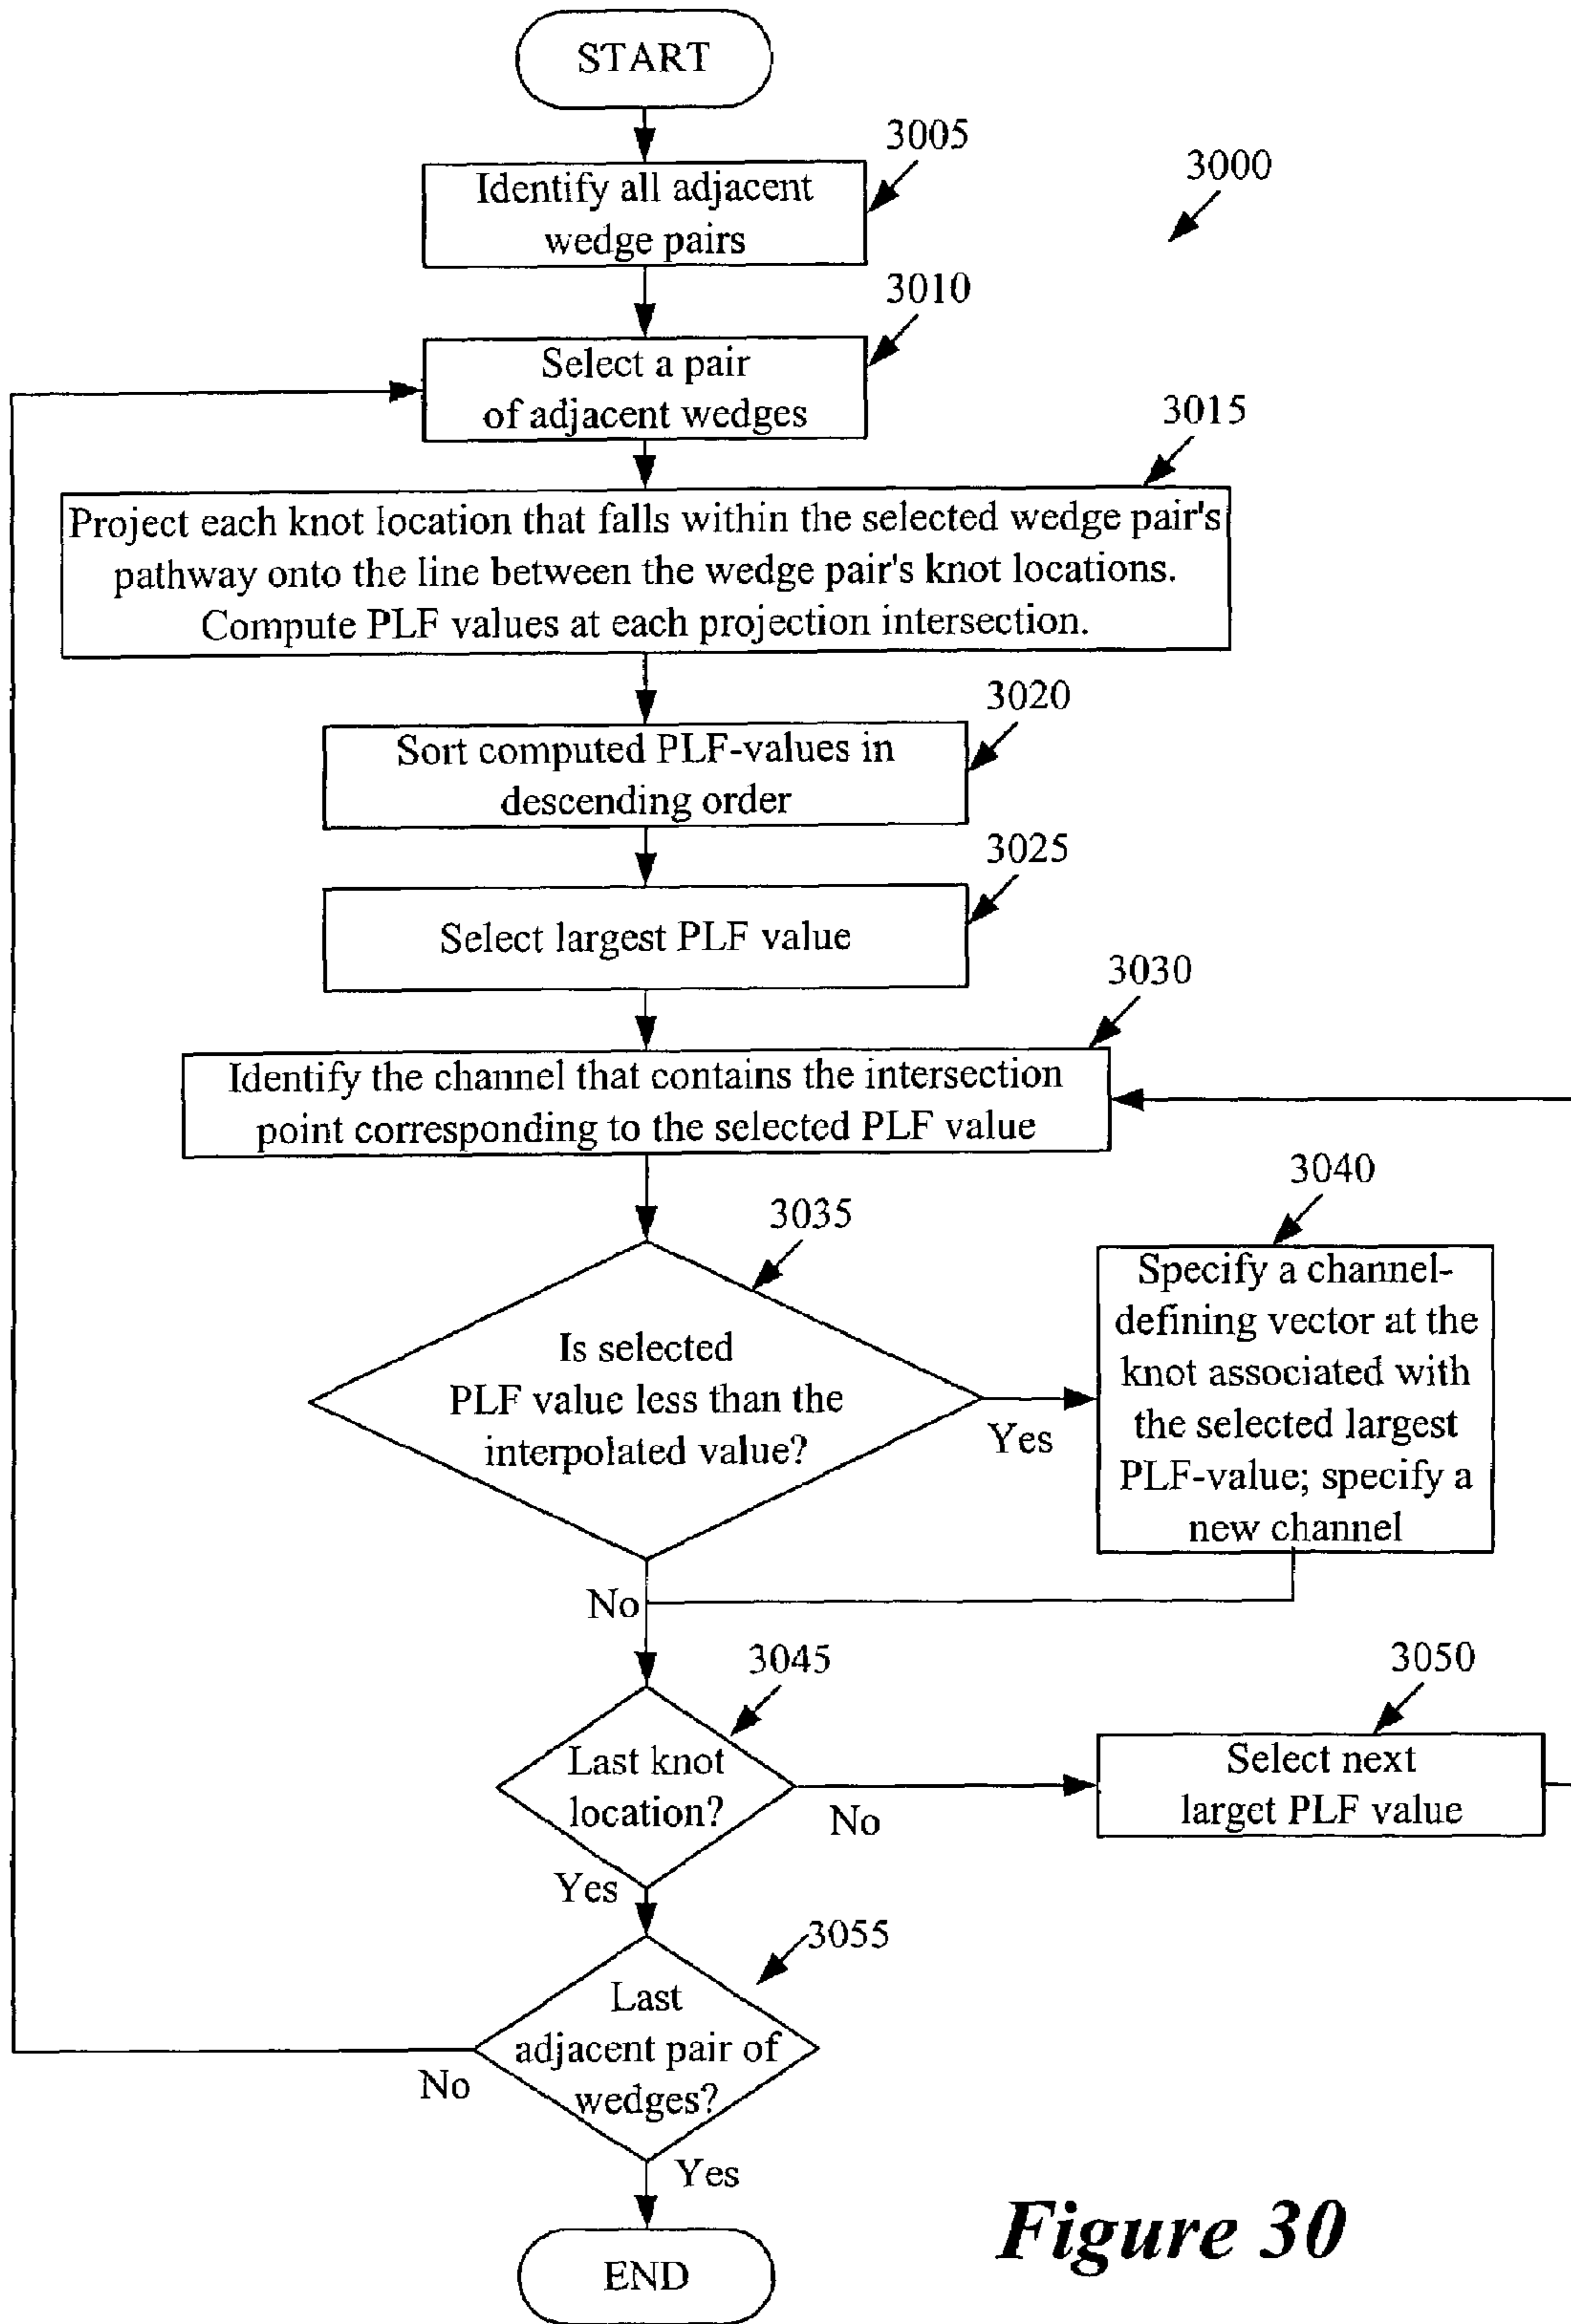 START
3005
3000
Identify all adjacent
wedge pairs
3010
Select a pair
of adjacent wedges
3015
Project each knot location that falls within the selected wedge pair's
pathway onto the line between the wedge pair's knot locations.
Compute PLF values at each projection intersection.
3020
Sort computed PLF-values in
descending order
3025
Select largest PLF value
3030
Identify the channel that contains the intersection
point corresponding to the selected PLF value
3035
3040
Is selected
PLF value less than the
interpolated value?
Yes
Specify a channel-
defining vector at the
knot associated with
the selected largest
PLF-value; specify a
new channel
No
3045
3050
Last knot
location?
No
Select next
larget PLF value
Yes
3055
Last
adjacent pair of
wedges?
No
Yes
END
Figure 30